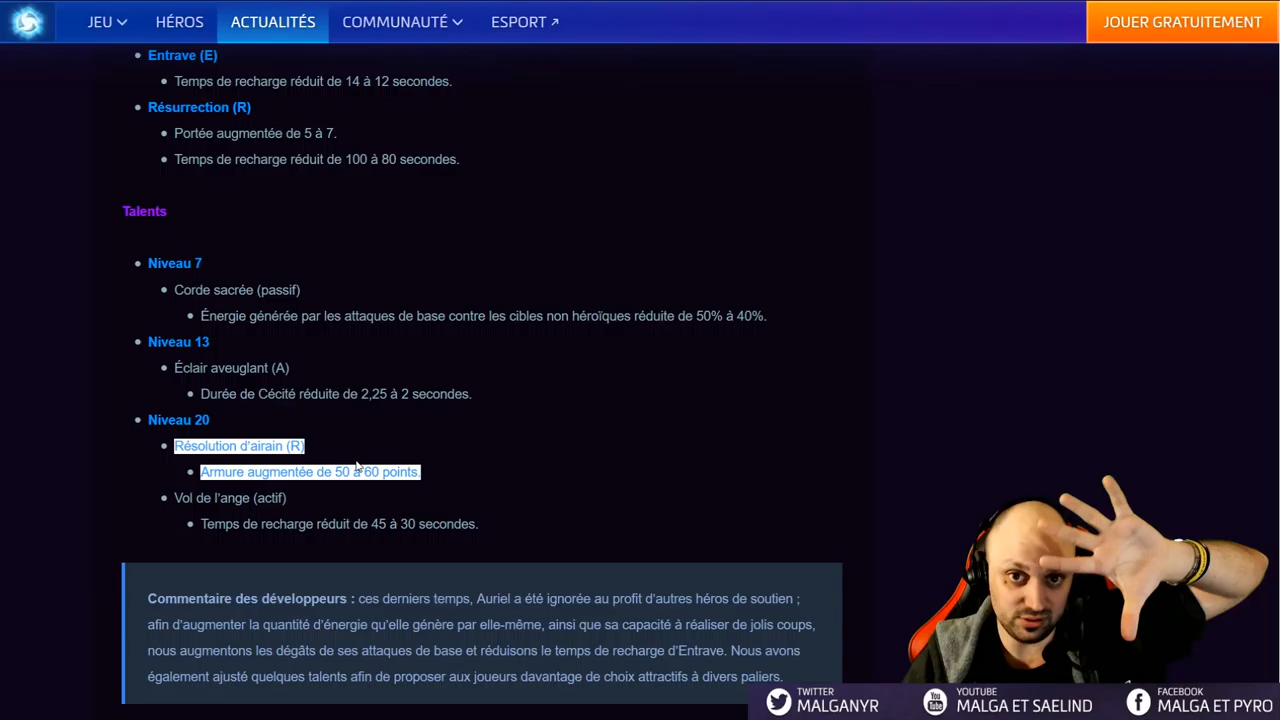 JEU HÉROS ACTUALITÉS COMMUNAUTÉ ESPORT JOUER GRATUITEMENT
Entrave (E)
Temps de recharge réduit de 14 à 12 secondes.
Résurrection (R)
Portée augmentée de 5 à 7.
Temps de recharge réduit de 100 à 80 secondes.
Talents
Niveau 7
Corde sacrée (passif)
Énergie générée par les attaques de base contre les cibles non héroïques réduite de 50% à 40%.
Niveau 13
Éclair aveuglant (A)
Durée de Cécité réduite de 2,25 à 2 secondes.
Niveau 20
Résolution d'airain (R)
Armure augmentée de 50 à 60 points.
Vol de l'ange (actif)
Temps de recharge réduit de 45 à 30 secondes.
Commentaire des développeurs : ces derniers temps, Auriel a été ignorée au profit d'autres héros de soutien ;
afin d'augmenter la quantité d'énergie qu'elle génère par elle-même, ainsi que sa capacité à réaliser de jolis coups,
nous augmentons les dégâts de ses attaques de base et réduisons le temps de recharge d'Entrave. Nous avons
également ajusté quelques talents afin de proposer aux joueurs davantage de choix attractifs à divers paliers.
TWITTER
MALGANYR
YOUTUBE
MALGA ET SAELIND
FACEBOOK
MALGA ET PYRO